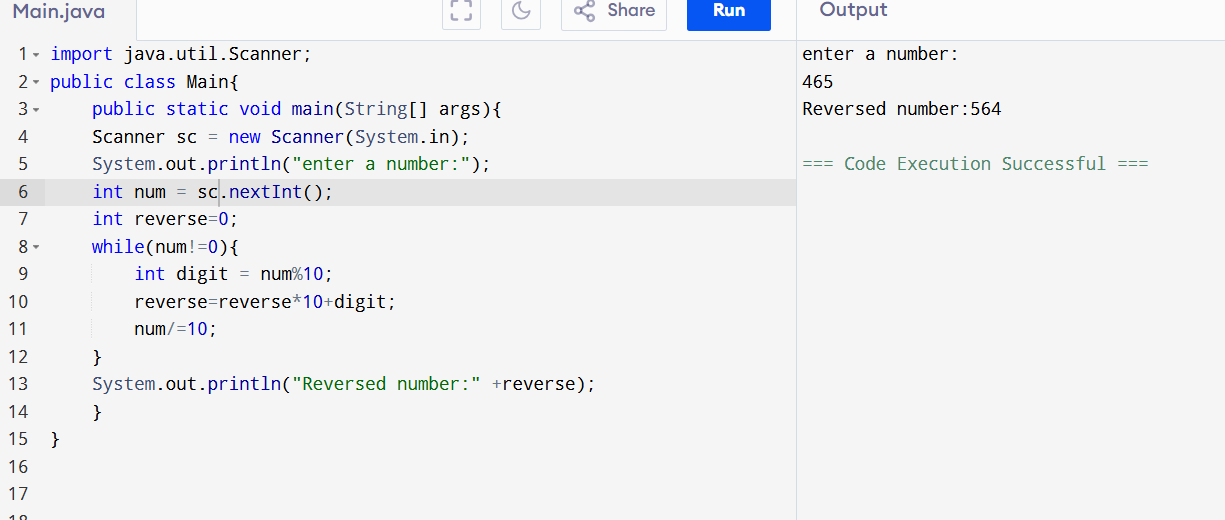 Main.java Share Run Output
1 import java.util.Scanner;
2 public class Main{
3 public static void main(String[] args){
4 Scanner sc = new Scanner(System.in);
5 System.out.println("enter a number:");
6 int num = sc.nextInt();
7 int reverse=0;
8 while(num!=0){
9 int digit = num%10;
10 reverse=reverse*10+digit;
11 num/=10;
12 }
13 System.out.println("Reversed number:" +reverse);
14 }
15 }
16
17
18
enter a number:
465
Reversed number:564
=== Code Execution Successful ===